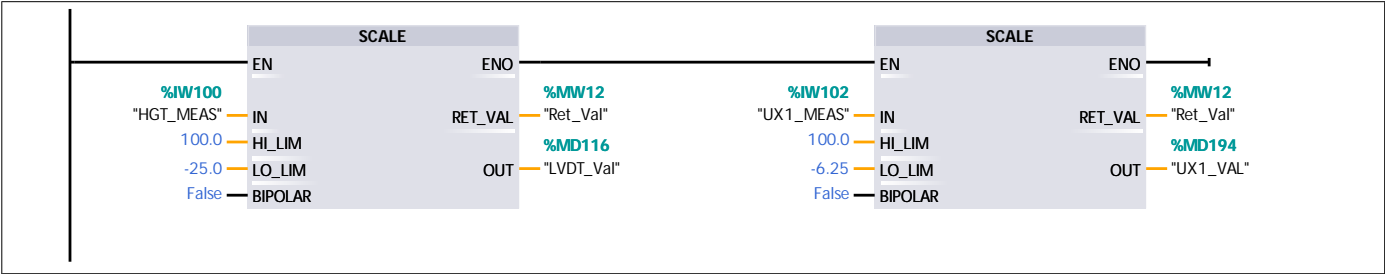 SCALE
EN ENO
%IW100 %MW12
"HGT_MEAS" IN RET_VAL "Ret_Val"
100.0 HI_LIM %MD116
-25.0 LO_LIM OUT "LVDT_Val"
False BIPOLAR
SCALE
EN ENO
%IW102 %MW12
"UX1_MEAS" IN RET_VAL "Ret_Val"
100.0 HI_LIM %MD194
-6.25 LO_LIM OUT "UX1_VAL"
False BIPOLAR